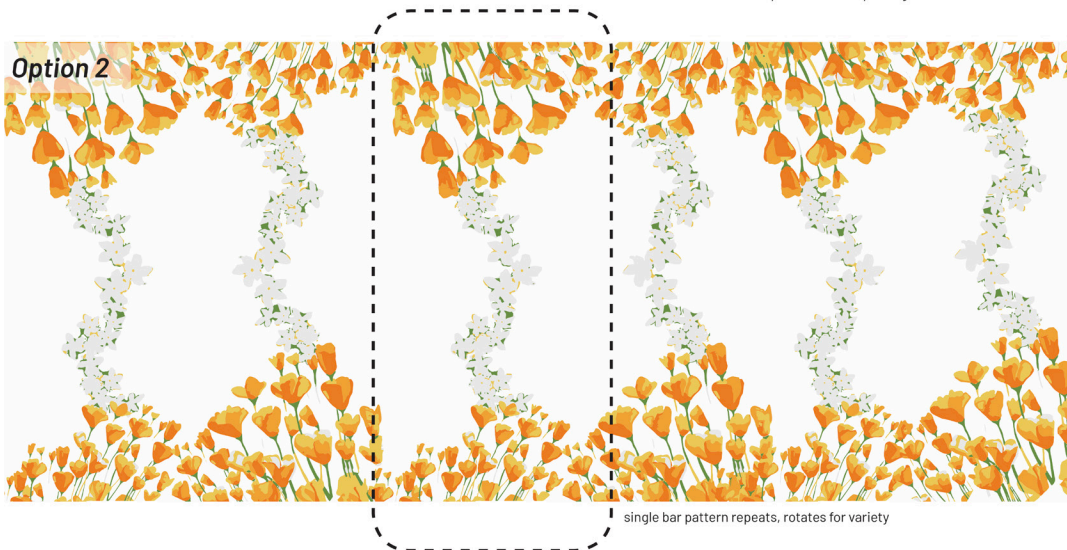 Option 2
single bar pattern repeats, rotates for variety